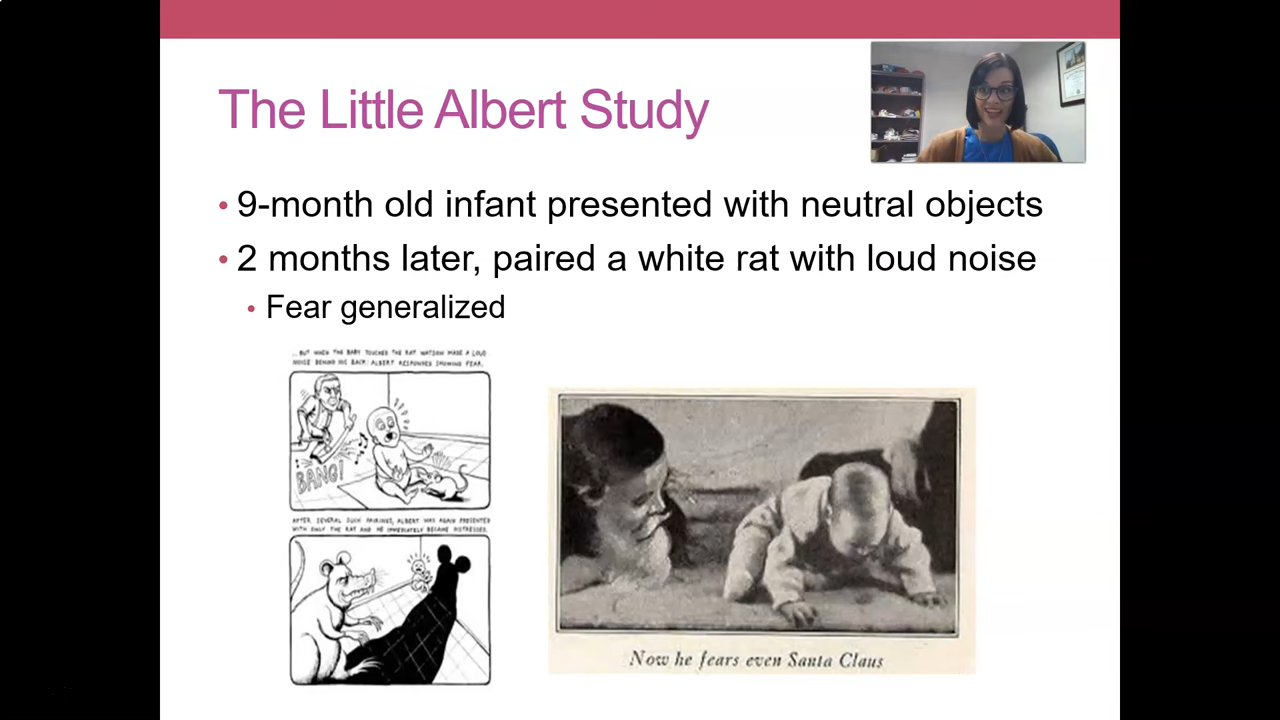 The Little Albert Study
• 9-month old infant presented with neutral objects
• 2 months later, paired a white rat with loud noise
• Fear generalized
...BUT WHEN THE BABY TOUCHED THE RAT WATSON MADE A LOUD
NOISE BEHIND HIS BACK: ALBERT RESPONDS SHOWING FEAR.
BANG!
AFTER SEVERAL SUCH PAIRINGS, ALBERT WAS AGAIN PRESENTED
WITH ONLY THE RAT AND HE IMMEDIATELY BECAME DISTRESSED.
Now he fears even Santa Claus